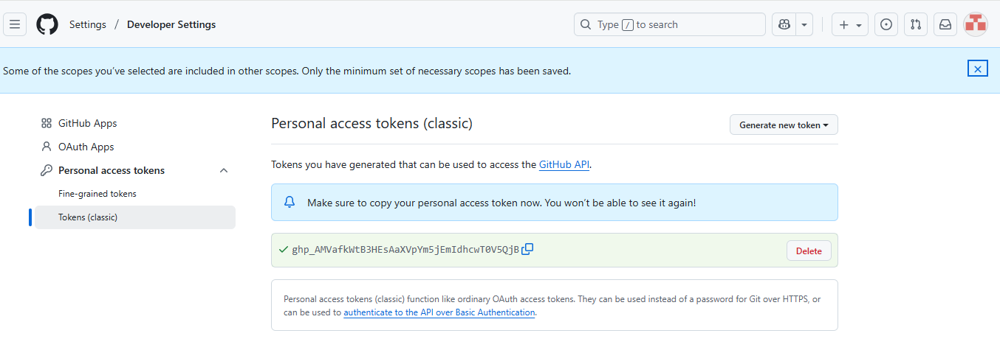 Settings / Developer Settings
Type / to search
Some of the scopes you've selected are included in other scopes. Only the minimum set of necessary scopes has been saved.
GitHub Apps
OAuth Apps
Personal access tokens
Fine-grained tokens
Tokens (classic)
Personal access tokens (classic)
Generate new token
Tokens you have generated that can be used to access the GitHub API.
Make sure to copy your personal access token now. You won't be able to see it again!
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
Delete
Personal access tokens (classic) function like ordinary OAuth access tokens. They can be used instead of a password for Git over HTTPS, or
can be used to authenticate to the API over Basic Authentication.